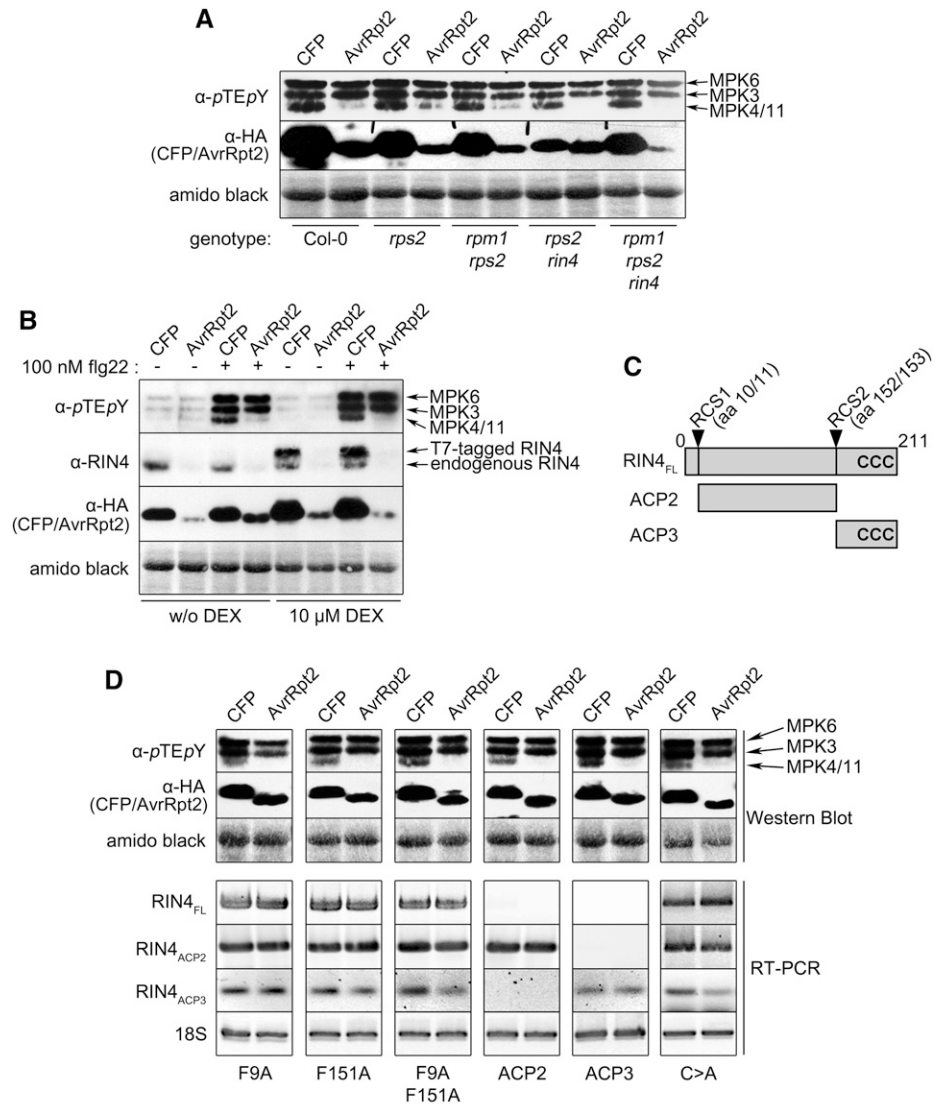 A
CFP AvrRpt2 CFP AvrRpt2 CFP AvrRpt2 CFP AvrRpt2 CFP AvrRpt2
α-pTEpY
MPK6
MPK3
MPK4/11
α-HA
(CFP/AvrRpt2)
amido black
genotype: Col-0 rps2 rpm1 rps2 rpm1
rps2 rin4 rps2
rin4
B
CFP AvrRpt2 CFP AvrRpt2 CFP AvrRpt2 CFP AvrRpt2
100 nM flg22 : - - + + - - + +
α-pTEpY
MPK6
MPK3
MPK4/11
α-RIN4
T7-tagged RIN4
endogenous RIN4
α-HA
(CFP/AvrRpt2)
amido black
w/o DEX 10 µM DEX
C
RCS1
(aa 10/11)
RCS2
(aa 152/153)
0 211
RIN4FL CCC
ACP2
ACP3 CCC
D
CFP AvrRpt2 CFP AvrRpt2 CFP AvrRpt2 CFP AvrRpt2 CFP AvrRpt2 CFP AvrRpt2
α-pTEpY
MPK6
MPK3
MPK4/11
α-HA
(CFP/AvrRpt2)
amido black
Western Blot
RIN4FL
RIN4ACP2
RIN4ACP3
18S
RT-PCR
F9A F151A F9A ACP2 ACP3 C>A
F151A